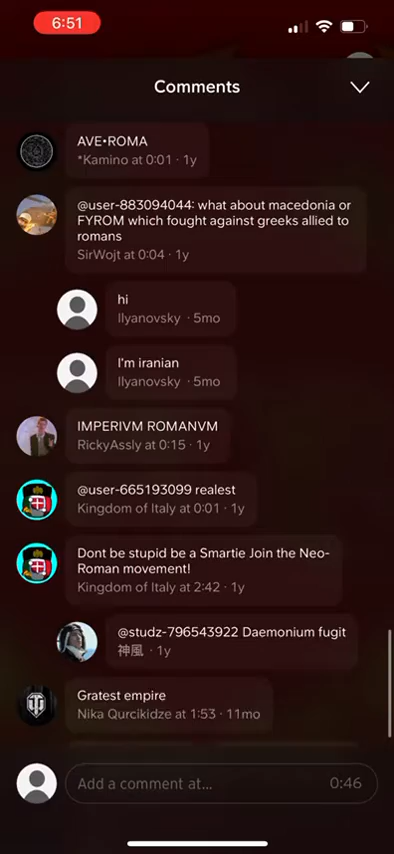 6:51
Comments
AVE•ROMA
*Kamino at 0:01 · 1y
@user-883094044: what about macedonia or
FYROM which fought against greeks allied to
romans
SirWojt at 0:04 · 1y
hi
Ilyanovsky · 5mo
I'm iranian
Ilyanovsky · 5mo
IMPERIVM ROMANVM
RickyAssly at 0:15 · 1y
@user-665193099 realest
Kingdom of Italy at 0:01 · 1y
Dont be stupid be a Smartie Join the Neo-
Roman movement!
Kingdom of Italy at 2:42 · 1y
@studz-796543922 Daemonium fugit
神風 · 1y
Gratest empire
Nika Qurcikidze at 1:53 · 11mo
Add a comment at... 0:46